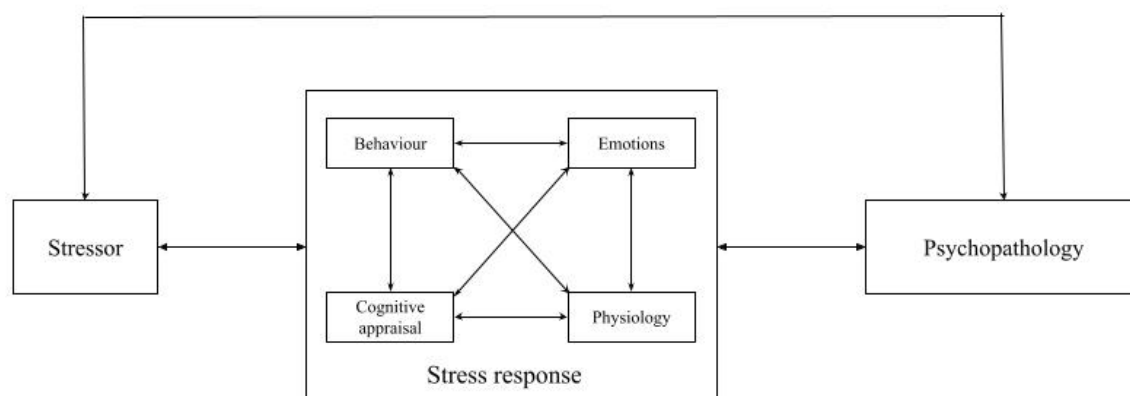 Behaviour
Emotions
Stressor
Psychopathology
Cognitive
appraisal
Physiology
Stress response